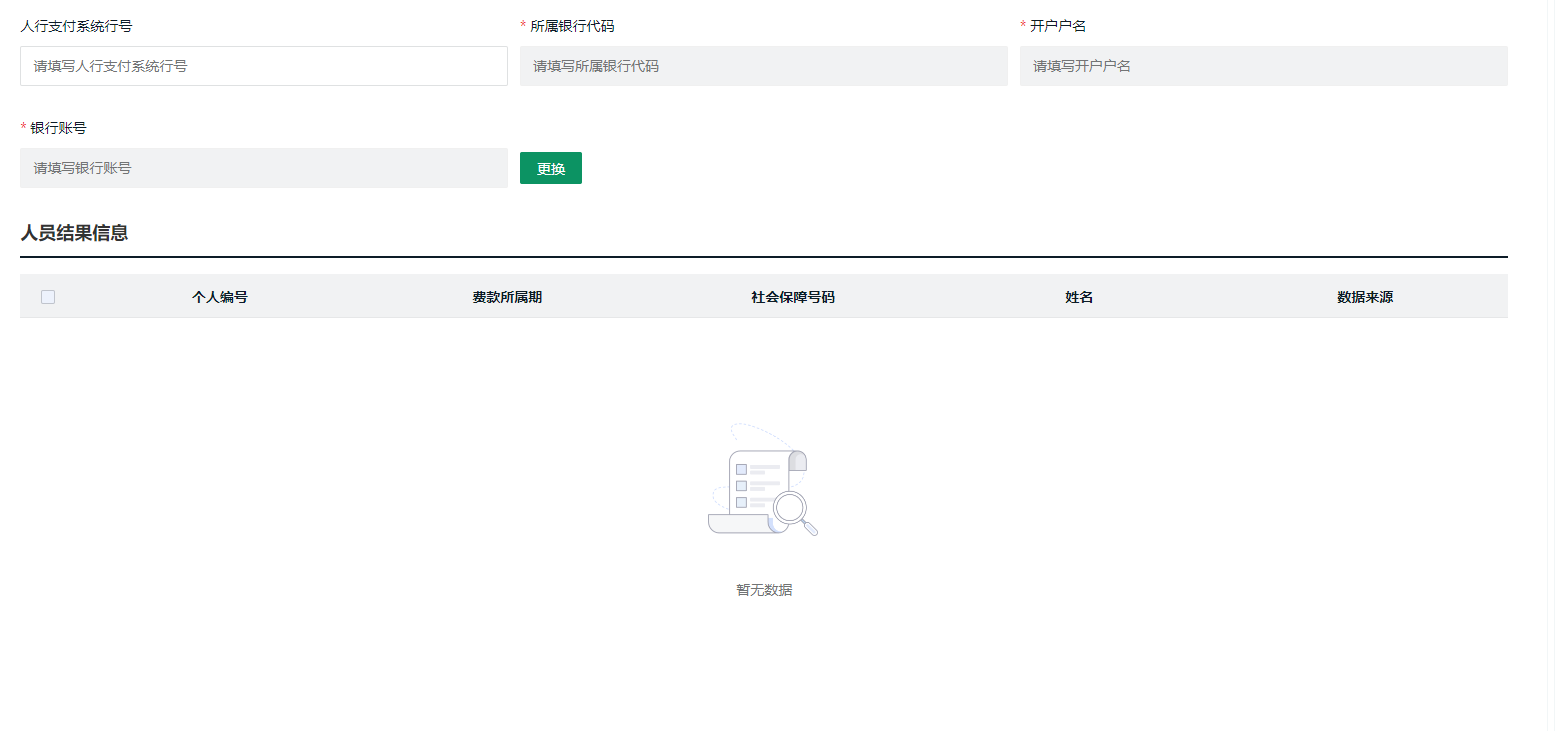 人行支付系统行号
* 所属银行代码
* 开户户名
请填写人行支付系统行号
请填写所属银行代码
请填写开户户名
* 银行账号
请填写银行账号
更换
人员结果信息
个人编号
费款所属期
社会保障号码
姓名
数据来源
暂无数据